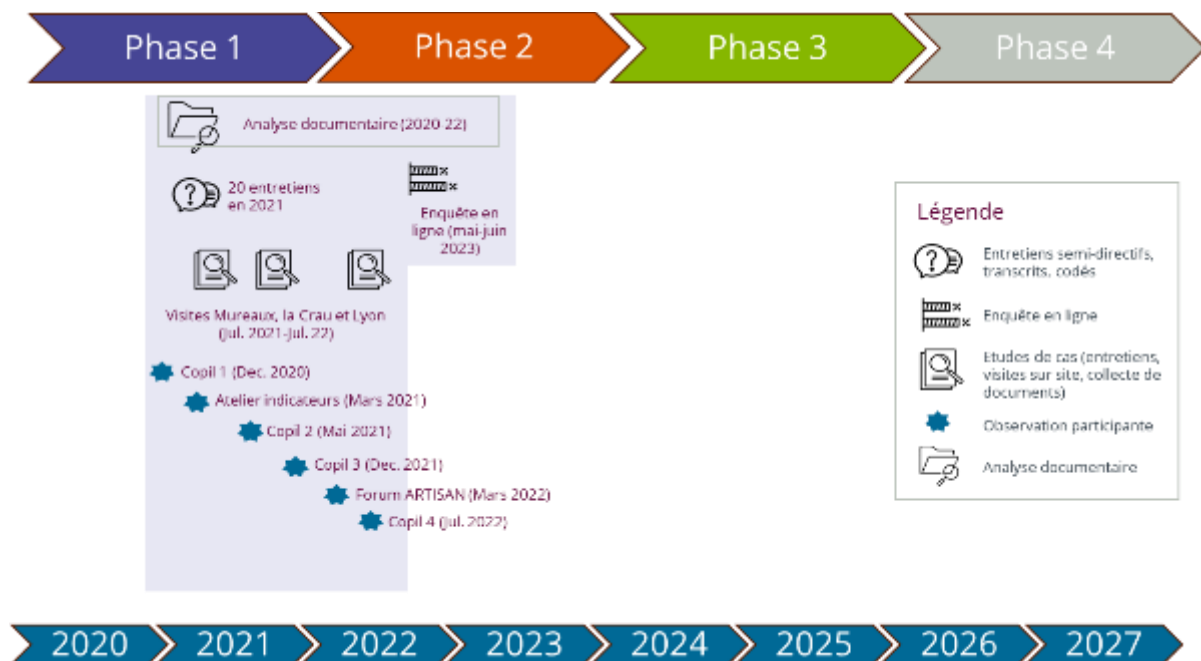 Phase 1
Phase 2
Phase 3
Phase 4
Analyse documentaire (2020-22)
20 entretiens
en 2021
Enquête en
ligne (mai-juin
2023)
Visites Mureaux, la Crau et Lyon
(Jul. 2021-Jul. 22)
Copil 1 (Dec. 2020)
Atelier indicateurs (Mars 2021)
Copil 2 (Mai 2021)
Copil 3 (Dec. 2021)
Forum ARTISAN (Mars 2022)
Copil 4 (Jul. 2022)
Légende
Entretiens semi-directifs,
transcrits, codés
Enquête en ligne
Etudes de cas (entretiens,
visites sur site, collecte de
documents)
Observation participante
Analyse documentaire
2020
2021
2022
2023
2024
2025
2026
2027